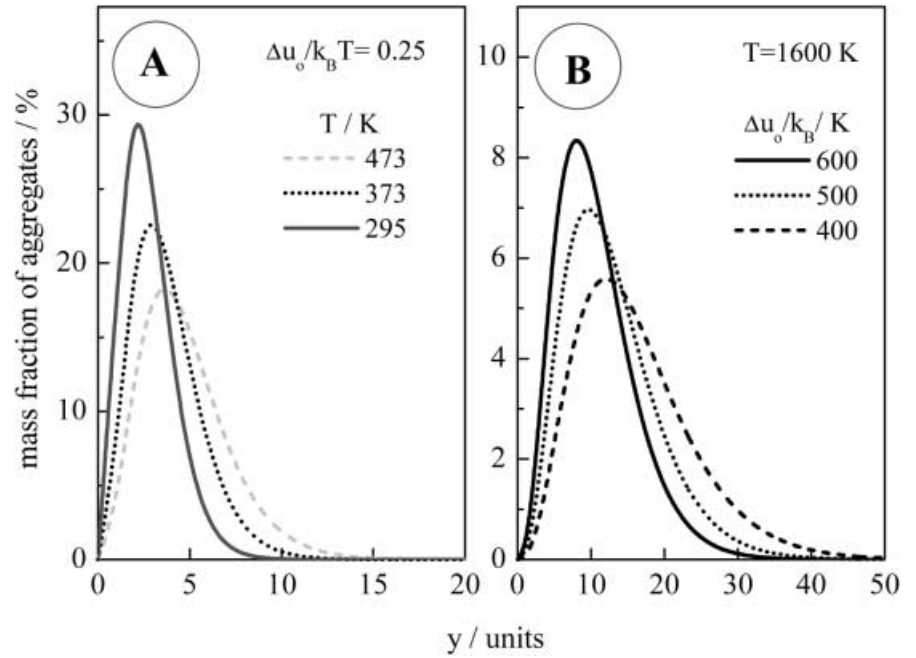 A
Δu₀/k_BT= 0.25
T / K
473
373
295
mass fraction of aggregates / %
30
20
10
0
0 5 10 15 20
B
T=1600 K
Δu₀/k_B/ K
600
500
400
10
8
6
4
2
0
0 10 20 30 40 50
y / units